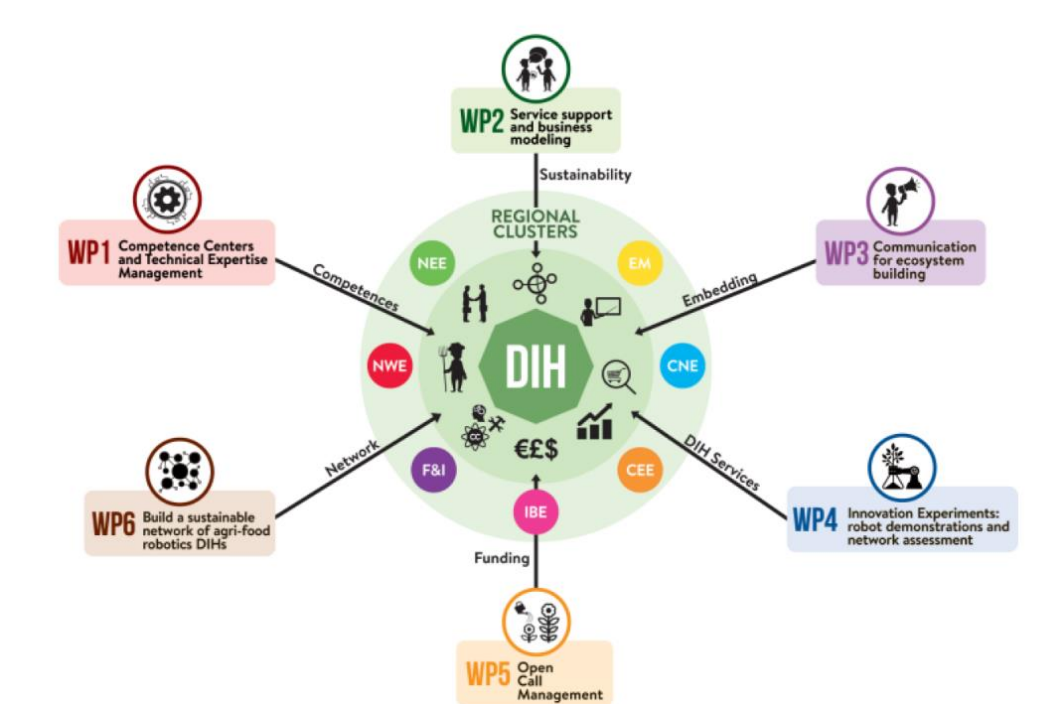 WP2 Service support
and business
modeling
Sustainability
REGIONAL
CLUSTERS
WP1 Competence Centers
and Technical Expertise
Management
Competences
WP3 Communication
for ecosystem
building
Embedding
NEE
EM
NWE
DIH
CNE
F&I
€£$
CEE
IBE
Network
DIH Services
WP6 Build a sustainable
network of agri-food
robotics DIHs
WP4 Innovation Experiments:
robot demonstrations and
network assessment
Funding
WP5 Open
Call
Management